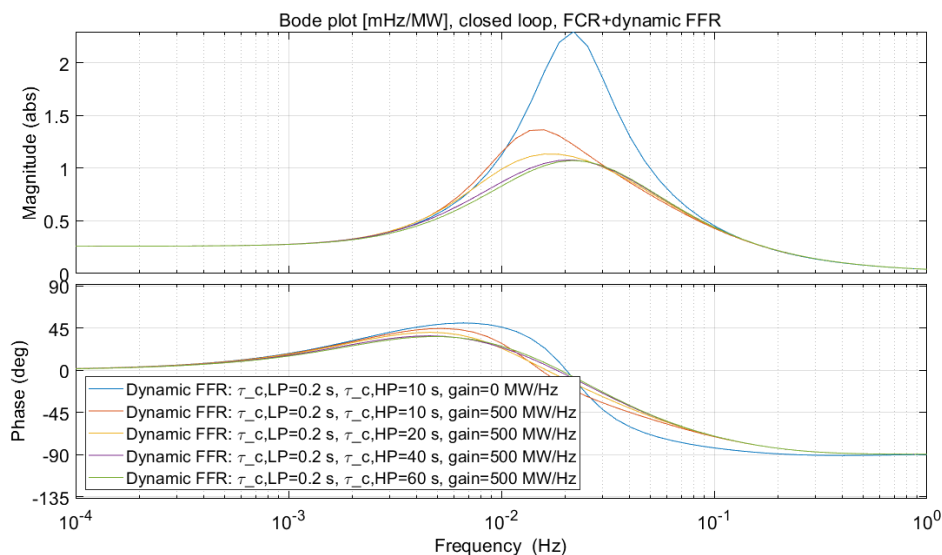 Bode plot [mHz/MW], closed loop, FCR+dynamic FFR
Magnitude (abs)
2
1.5
1
0.5
0
Phase (deg)
90
45
0
-45
-90
-135
Dynamic FFR: τ_c,LP=0.2 s, τ_c,HP=10 s, gain=0 MW/Hz
Dynamic FFR: τ_c,LP=0.2 s, τ_c,HP=10 s, gain=500 MW/Hz
Dynamic FFR: τ_c,LP=0.2 s, τ_c,HP=20 s, gain=500 MW/Hz
Dynamic FFR: τ_c,LP=0.2 s, τ_c,HP=40 s, gain=500 MW/Hz
Dynamic FFR: τ_c,LP=0.2 s, τ_c,HP=60 s, gain=500 MW/Hz
10⁻⁴ 10⁻³ 10⁻² 10⁻¹ 10⁰
Frequency (Hz)